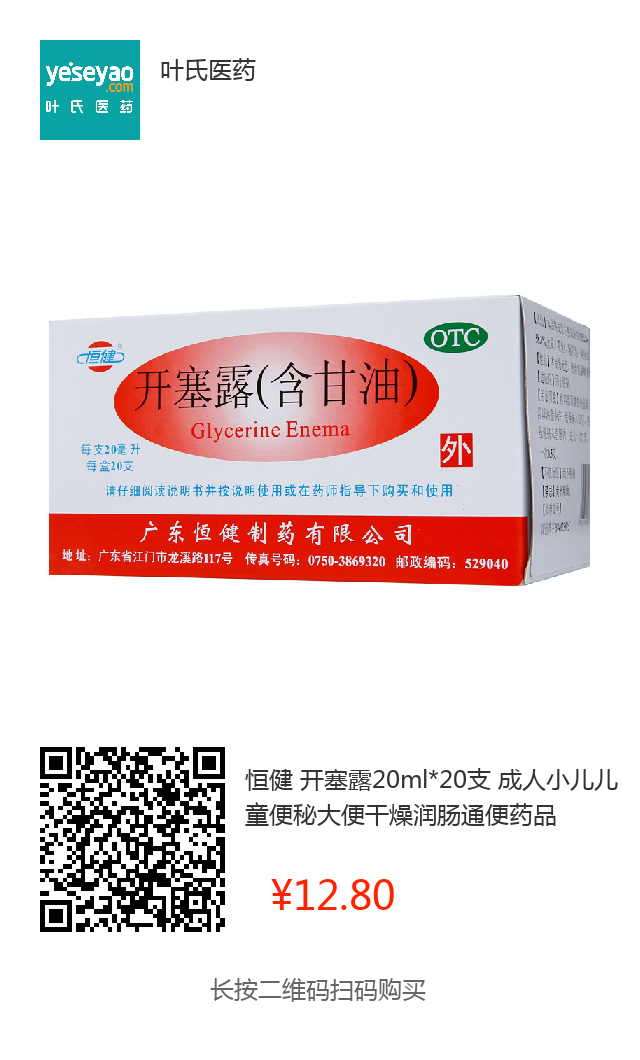 yeseyao
.com
叶氏医药
叶氏医药
OTC
恒健
开塞露(含甘油)
Glycerine Enema
每支20毫升
每盒20支
外
请仔细阅读说明书并按说明使用或在药师指导下购买和使用
广东恒健制药有限公司
地址：广东省江门市龙溪路117号 传真号码：0750-3869320 邮政编码：529040
恒健 开塞露20ml*20支 成人小儿儿
童便秘大便干燥润肠通便药品
¥12.80
长按二维码扫码购买